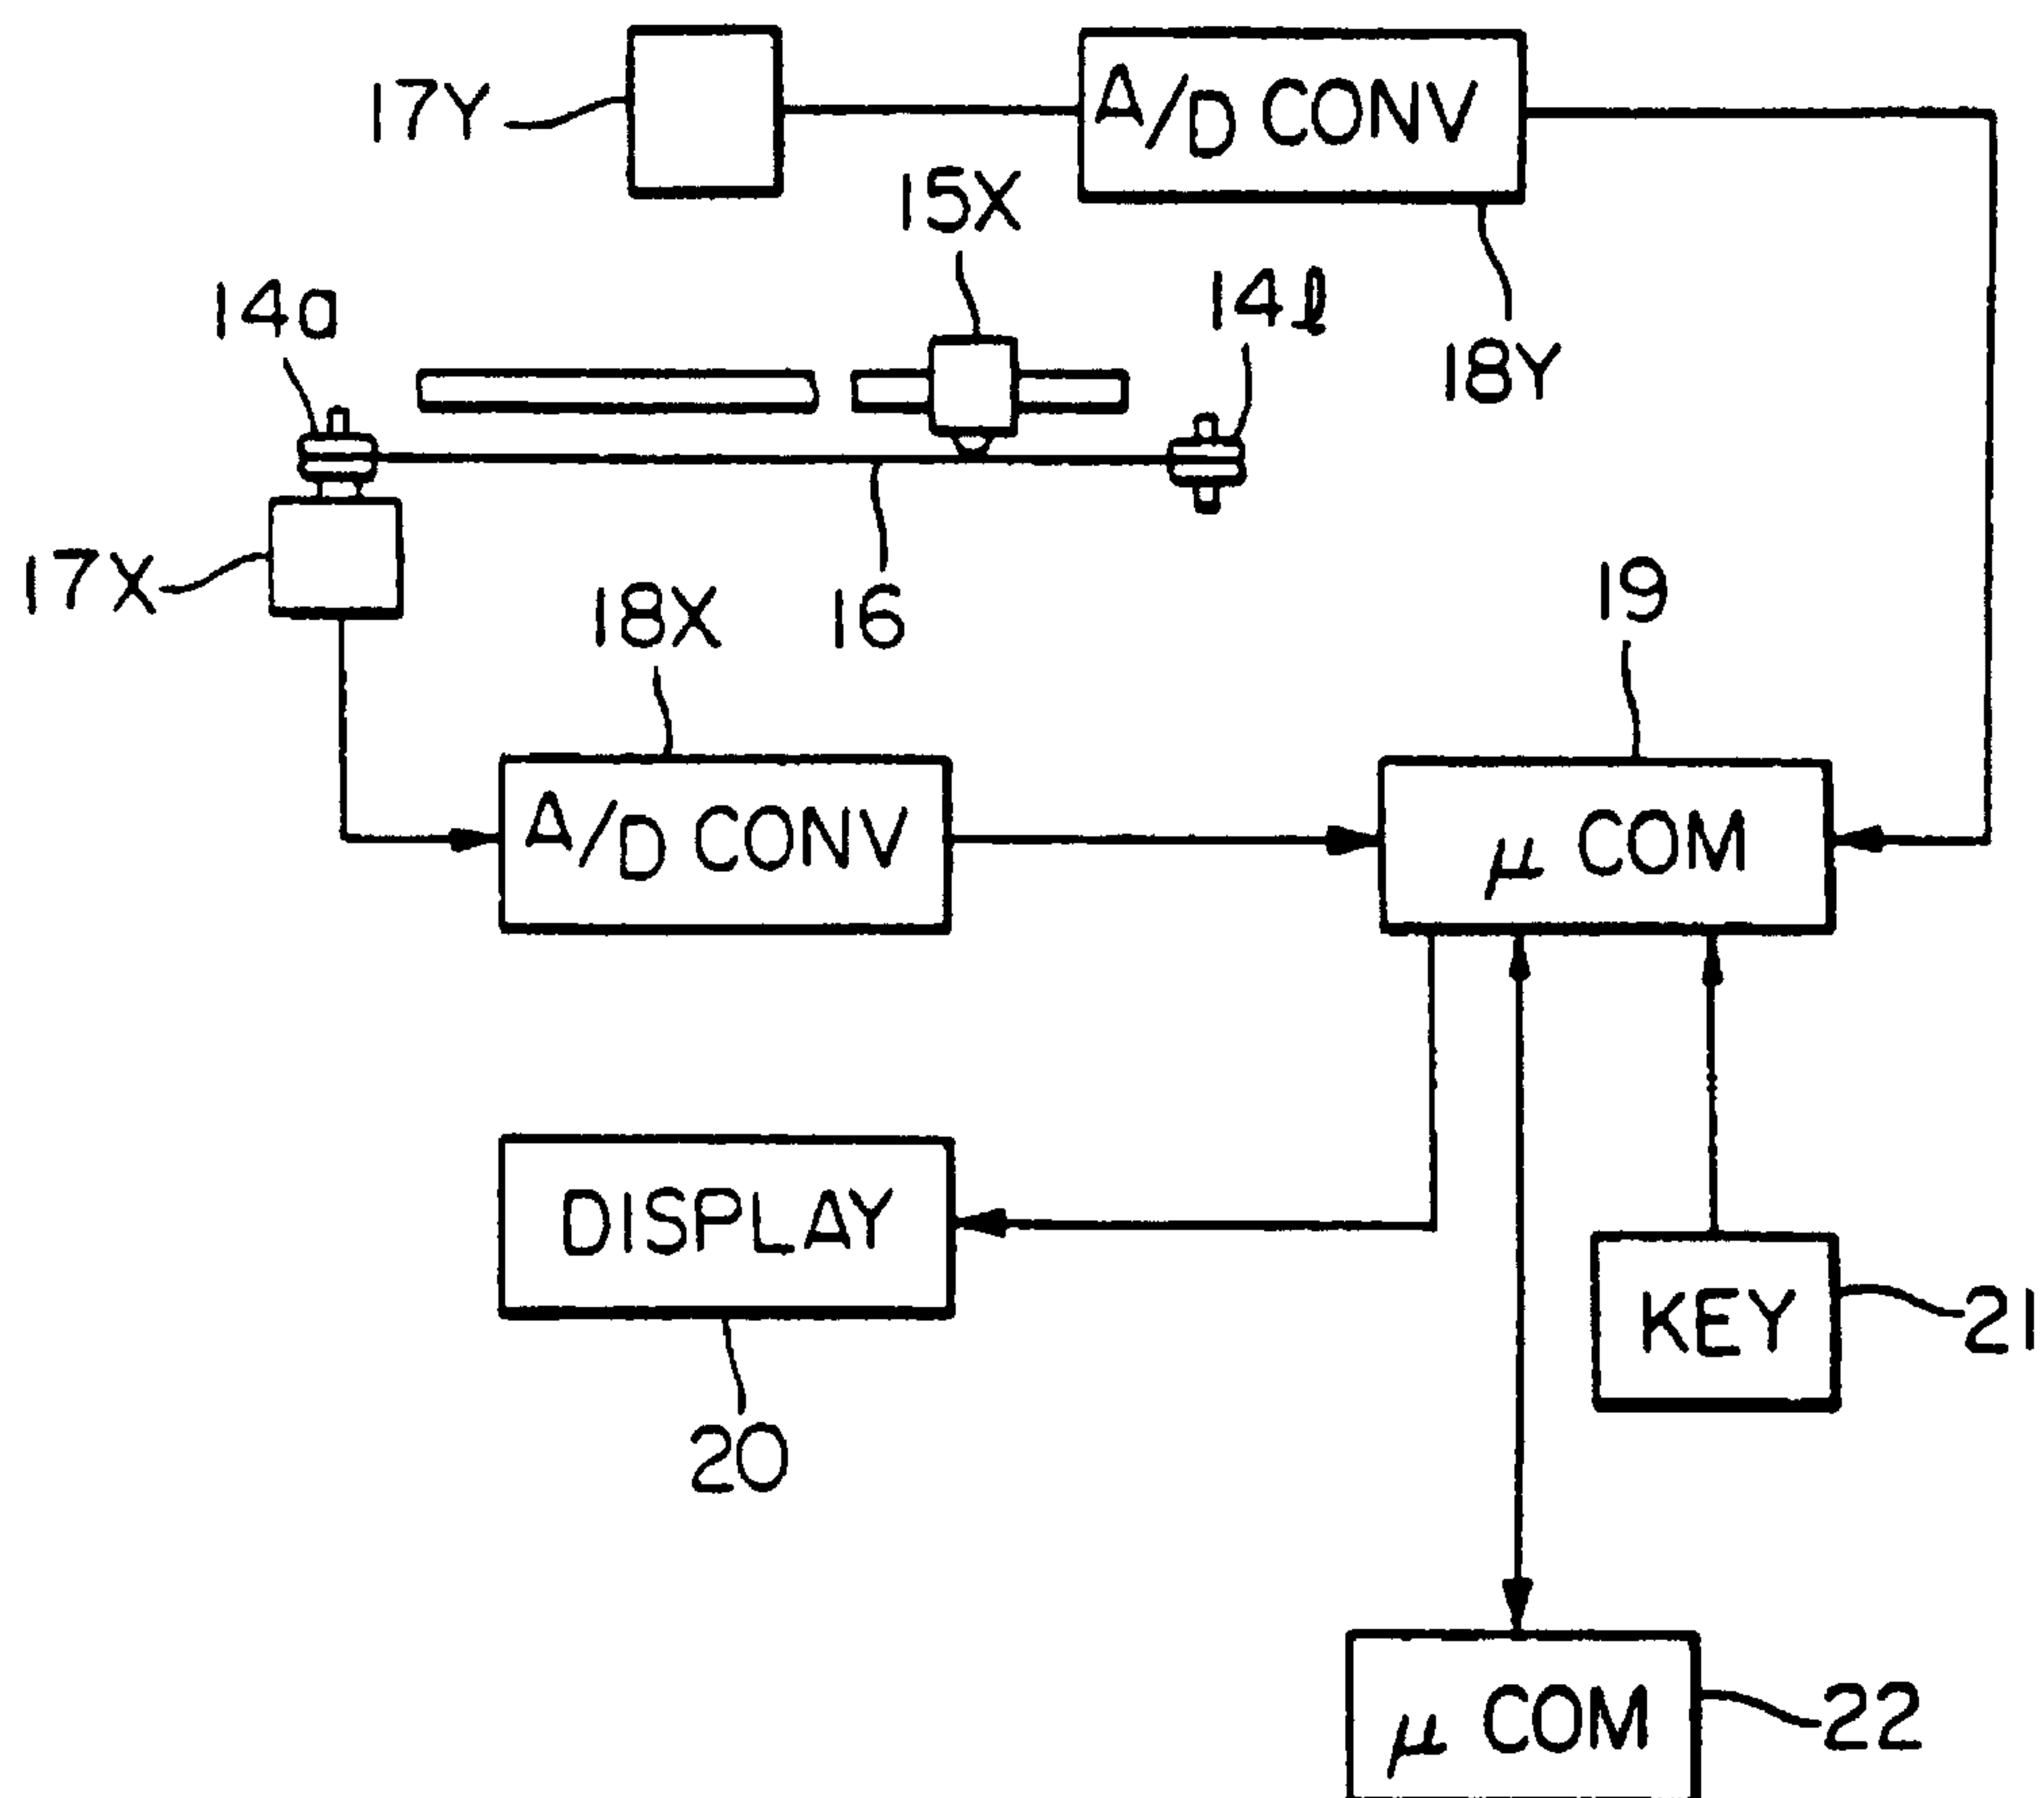 17Y
A/D CONV
15X
14a
14ℓ
18Y
17X
18X
16
19
A/D CONV
μ COM
DISPLAY
KEY
21
20
μ COM
22